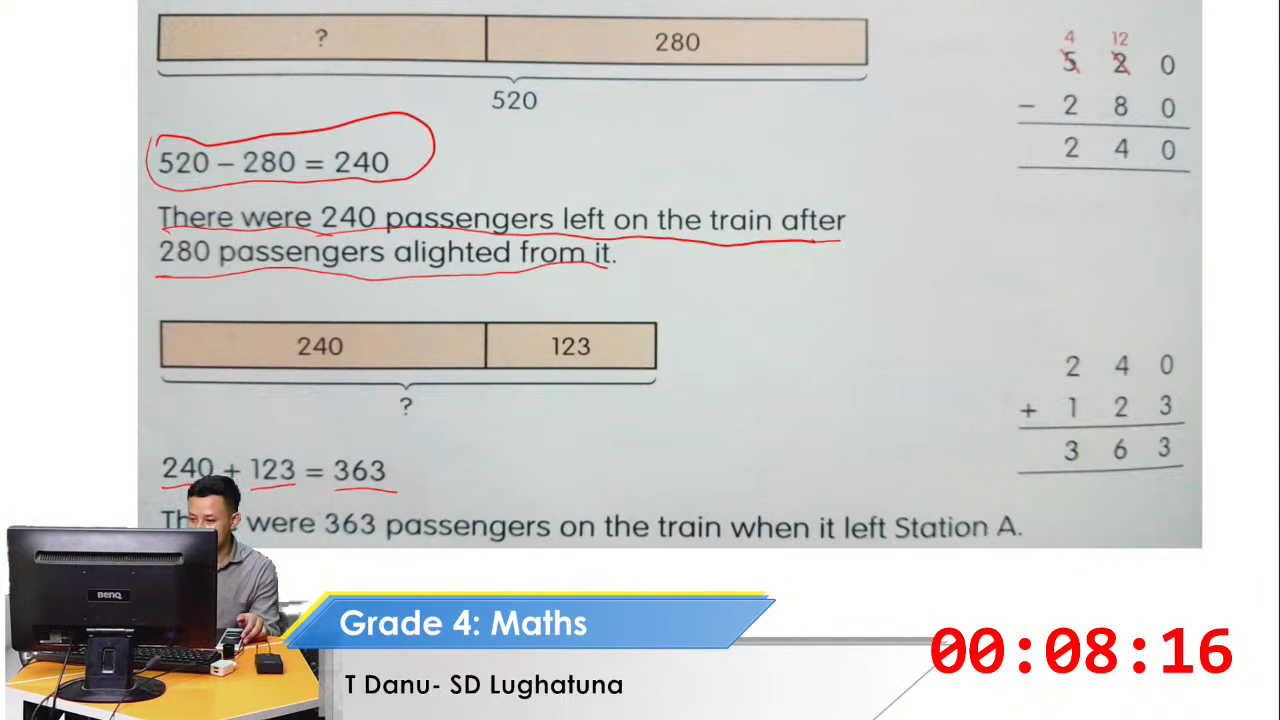 ? 280
520
4 12
5 2 0
− 2 8 0
2 4 0
520 − 280 = 240
There were 240 passengers left on the train after
280 passengers alighted from it.
240 123
?
2 4 0
+ 1 2 3
3 6 3
240 + 123 = 363
were 363 passengers on the train when it left Station A.
BENQ
Grade 4: Maths
T Danu- SD Lughatuna
00:08:16